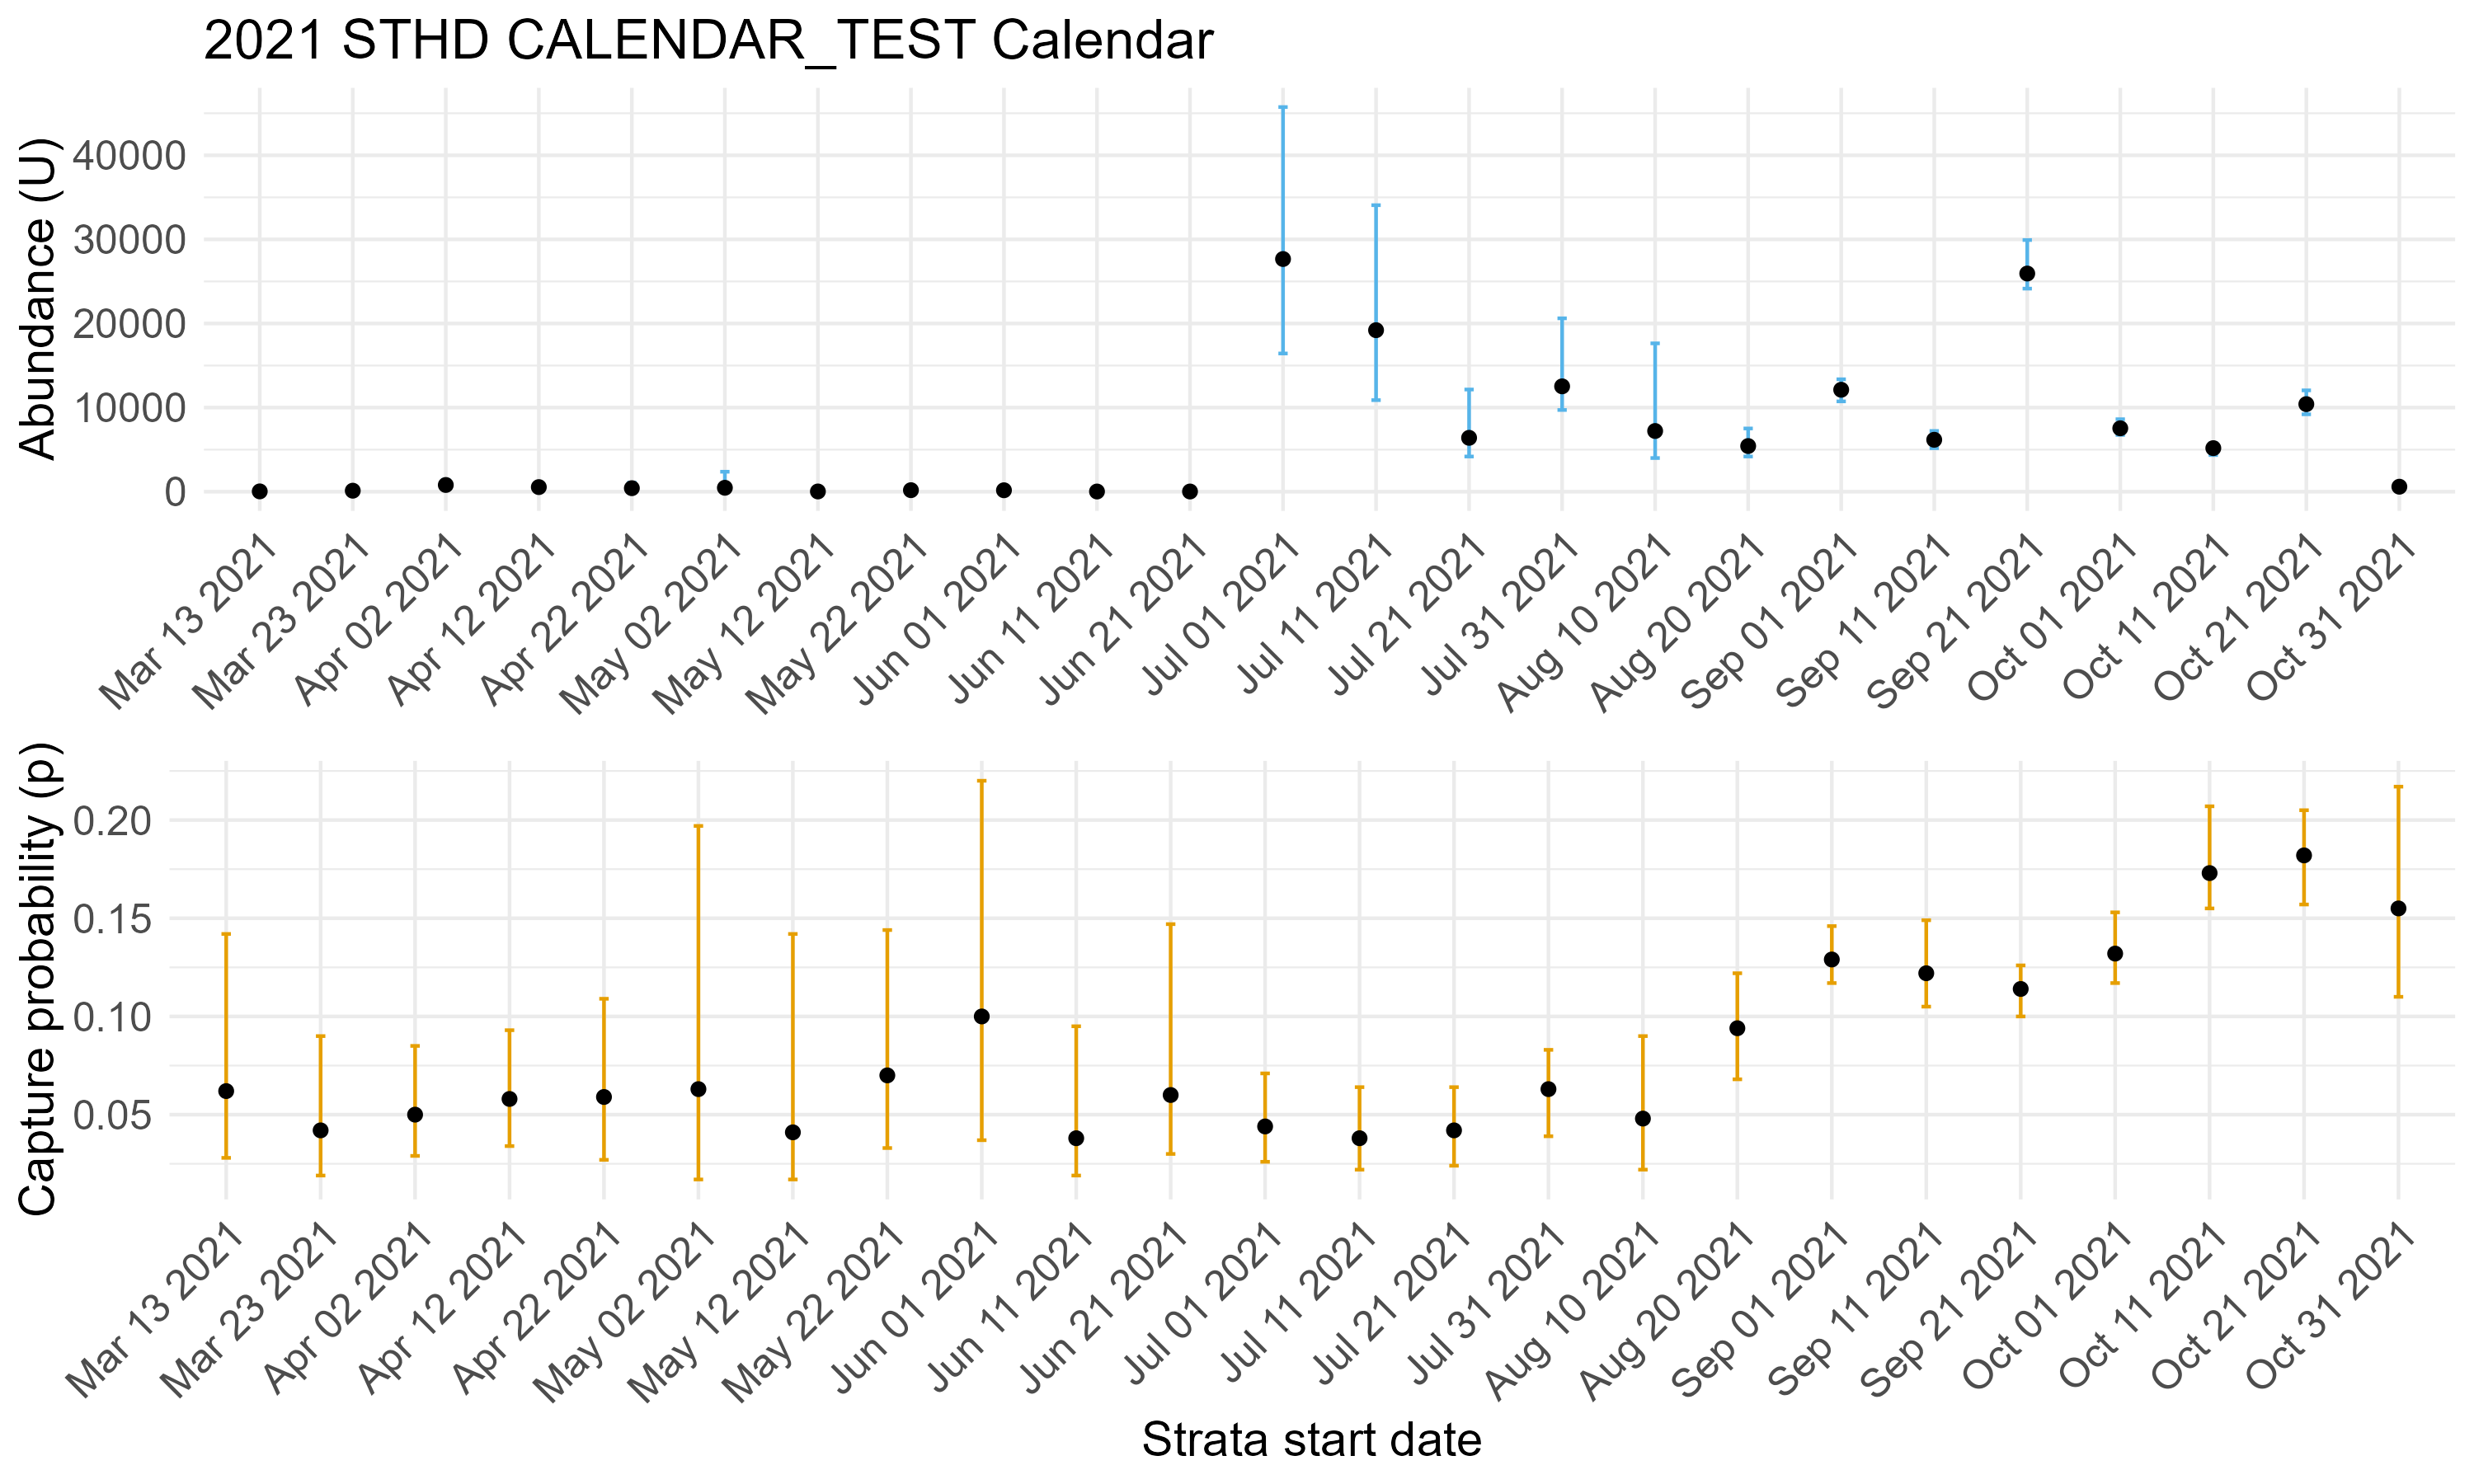 2021 STHD CALENDAR_TEST Calendar
Abundance (U)
40000
30000
20000
10000
0
Mar 13 2021
Mar 23 2021
Apr 02 2021
Apr 12 2021
Apr 22 2021
May 02 2021
May 12 2021
May 22 2021
Jun 01 2021
Jun 11 2021
Jun 21 2021
Jul 01 2021
Jul 11 2021
Jul 21 2021
Jul 31 2021
Aug 10 2021
Aug 20 2021
Sep 01 2021
Sep 11 2021
Sep 21 2021
Oct 01 2021
Oct 11 2021
Oct 21 2021
Oct 31 2021
Capture probability (p)
0.20
0.15
0.10
0.05
Mar 13 2021
Mar 23 2021
Apr 02 2021
Apr 12 2021
Apr 22 2021
May 02 2021
May 12 2021
May 22 2021
Jun 01 2021
Jun 11 2021
Jun 21 2021
Jul 01 2021
Jul 11 2021
Jul 21 2021
Jul 31 2021
Aug 10 2021
Aug 20 2021
Sep 01 2021
Sep 11 2021
Sep 21 2021
Oct 01 2021
Oct 11 2021
Oct 21 2021
Oct 31 2021
Strata start date